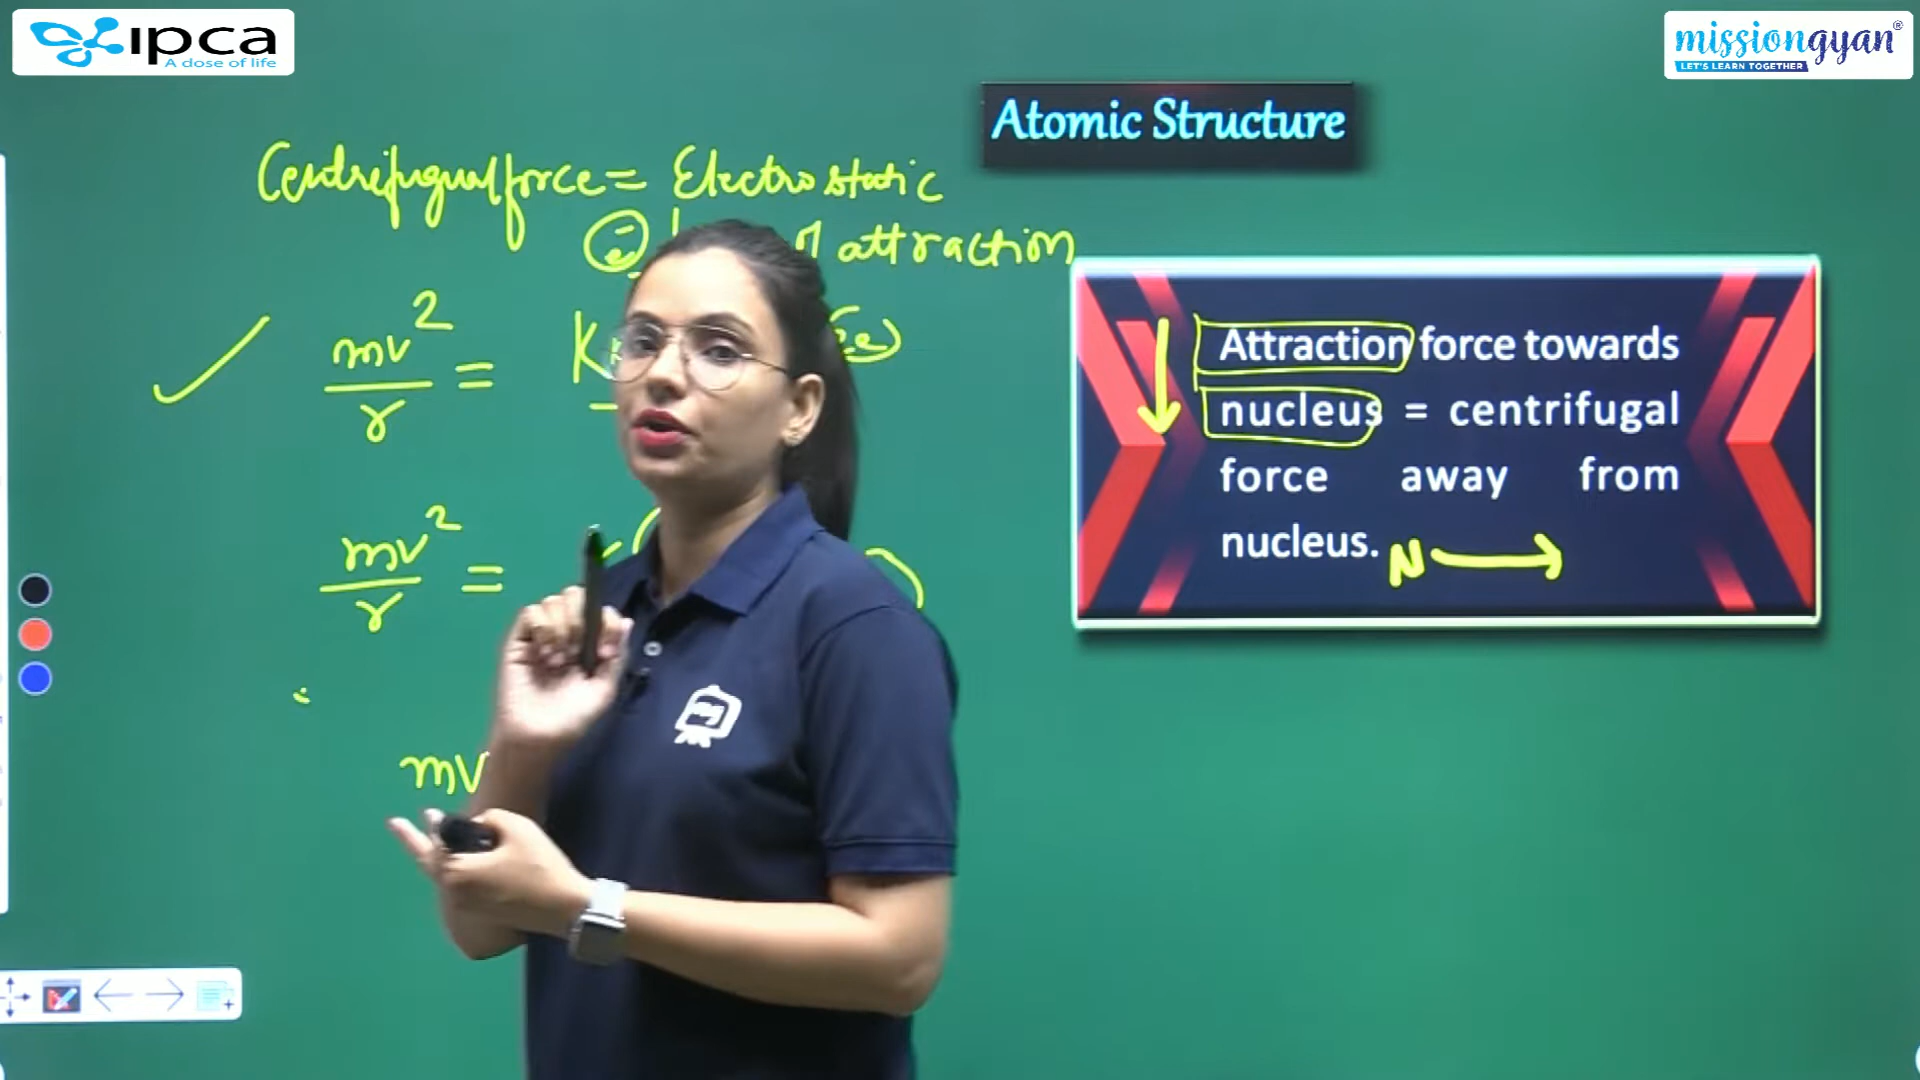 ipca
A dose of life
missiongyan®
LET'S LEARN TOGETHER
Atomic Structure
Centrifugual force = Electrostatic
attraction
mv²/r = K
Attraction force towards
nucleus = centrifugal
force away from
nucleus. N →
mv²/r =
mv